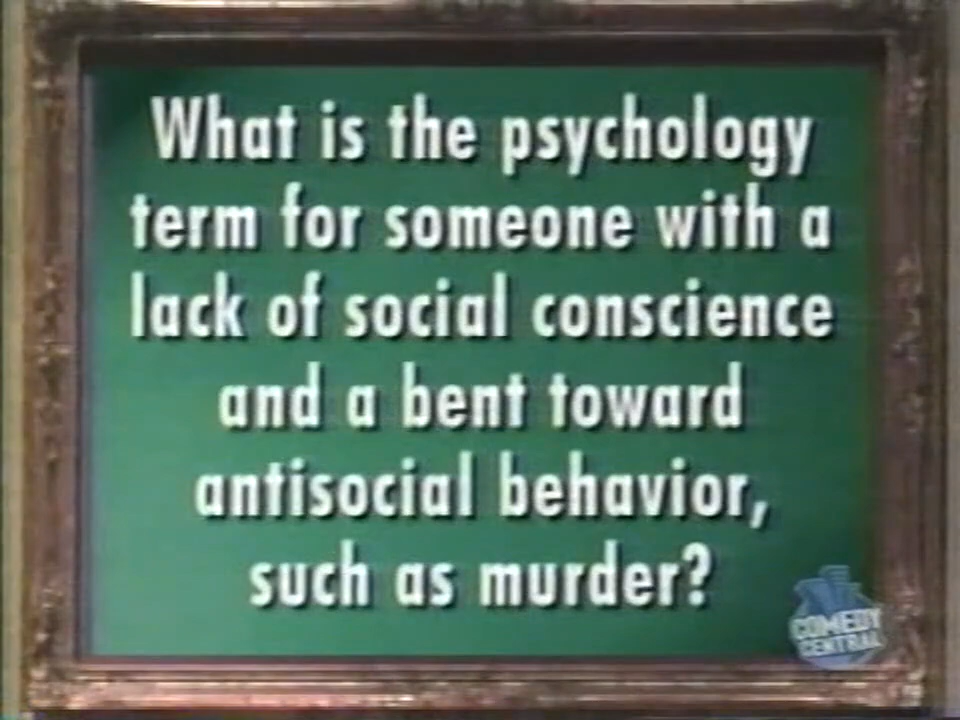 What is the psychology
term for someone with a
lack of social conscience
and a bent toward
antisocial behavior,
such as murder?
COMEDY
CENTRAL